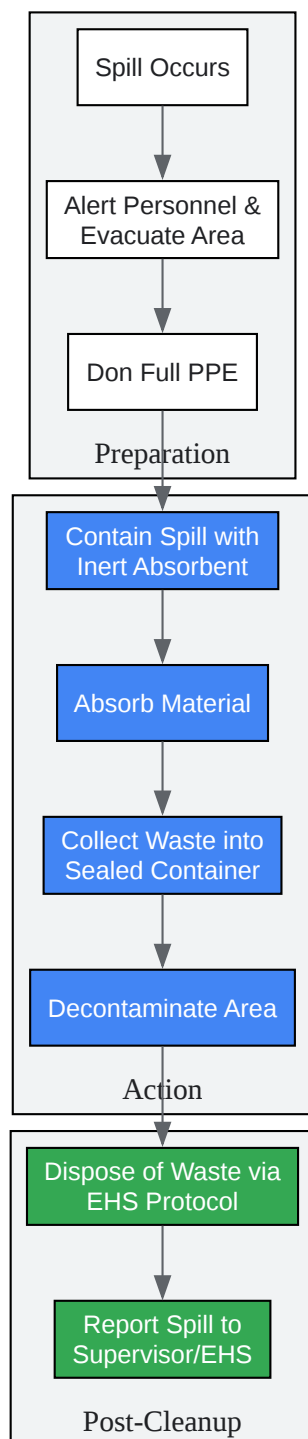 Spill Occurs
Alert Personnel &
Evacuate Area
Don Full PPE
Preparation
Contain Spill with
Inert Absorbent
Absorb Material
Collect Waste into
Sealed Container
Decontaminate Area
Action
Dispose of Waste via
EHS Protocol
Report Spill to
Supervisor/EHS
Post-Cleanup